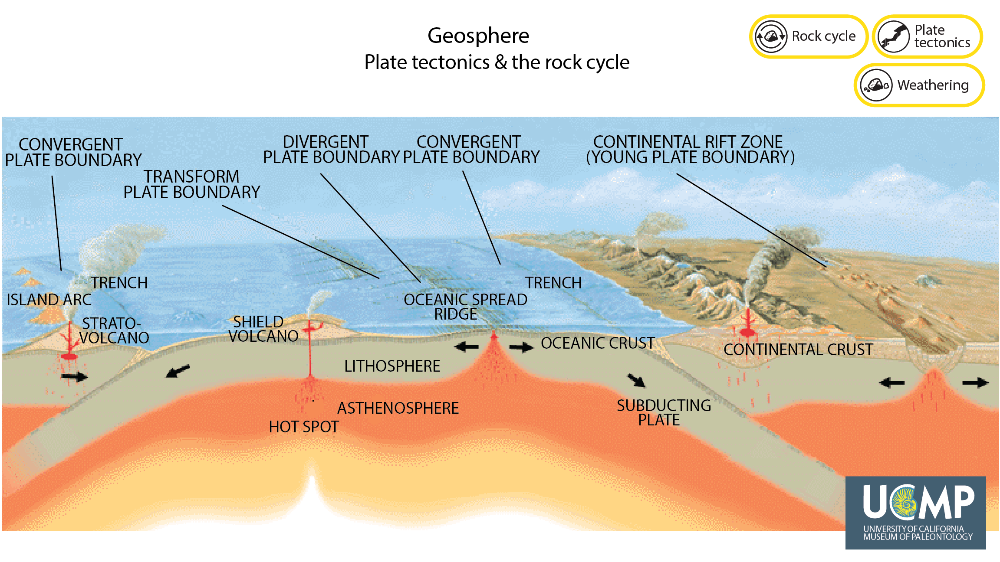 Geosphere
Plate tectonics & the rock cycle
Rock cycle
Plate
tectonics
Weathering
CONVERGENT
PLATE BOUNDARY
TRANSFORM
PLATE BOUNDARY
DIVERGENT
PLATE BOUNDARY
CONVERGENT
PLATE BOUNDARY
CONTINENTAL RIFT ZONE
(YOUNG PLATE BOUNDARY)
TRENCH
ISLAND ARC
STRATO-
VOLCANO
SHIELD
VOLCANO
OCEANIC SPREAD
RIDGE
TRENCH
OCEANIC CRUST
CONTINENTAL CRUST
LITHOSPHERE
ASTHENOSPHERE
HOT SPOT
SUBDUCTING
PLATE
UCMP
UNIVERSITY OF CALIFORNIA
MUSEUM OF PALEONTOLOGY